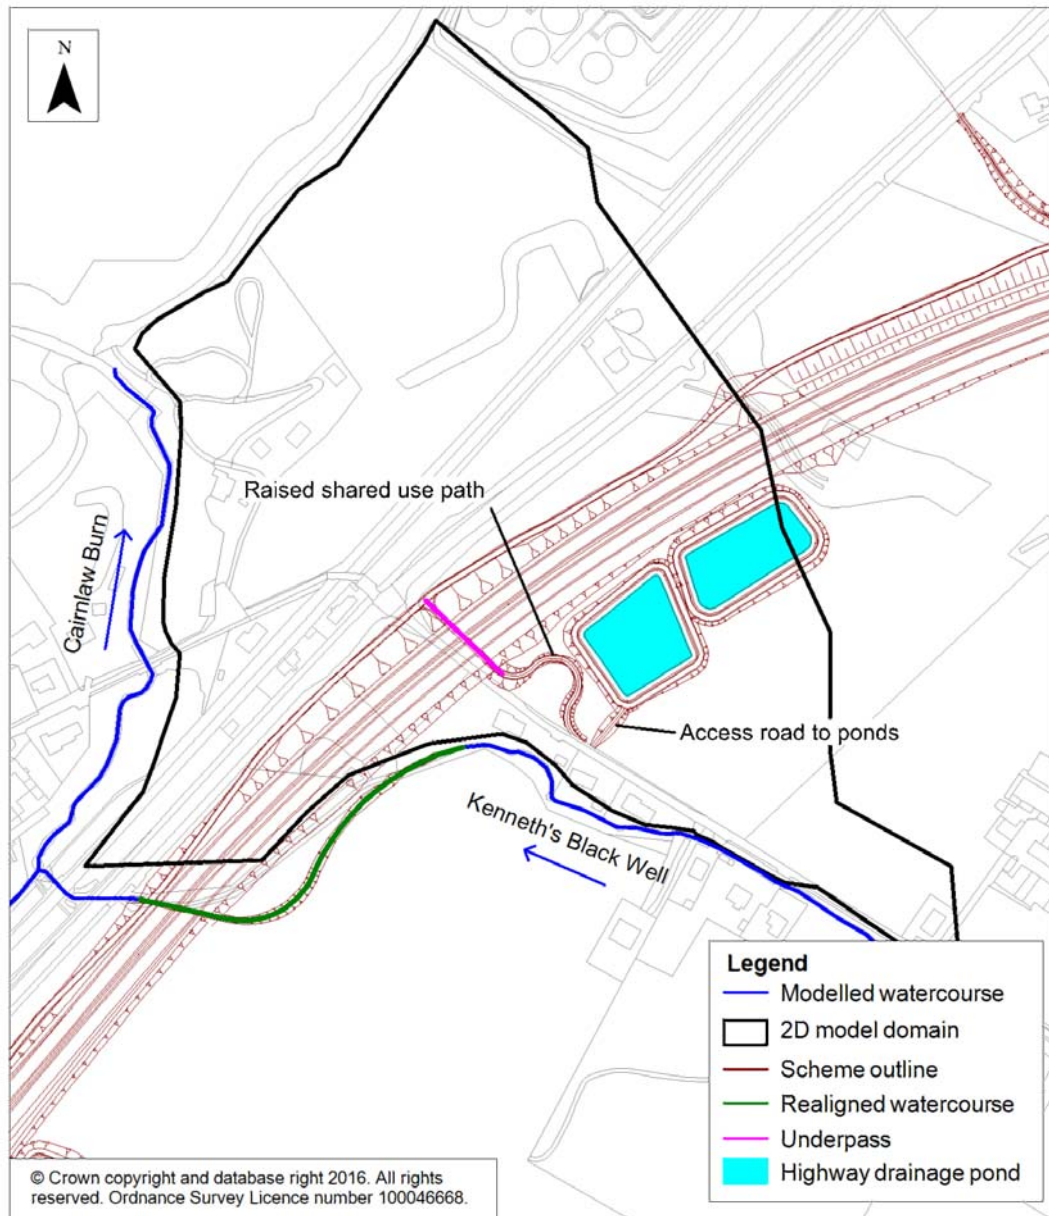 N
Raised shared use path
Cairnlaw Burn
Access road to ponds
Kenneth's Black Well
Legend
Modelled watercourse
2D model domain
Scheme outline
Realigned watercourse
Underpass
Highway drainage pond
© Crown copyright and database right 2016. All rights
reserved. Ordnance Survey Licence number 100046668.